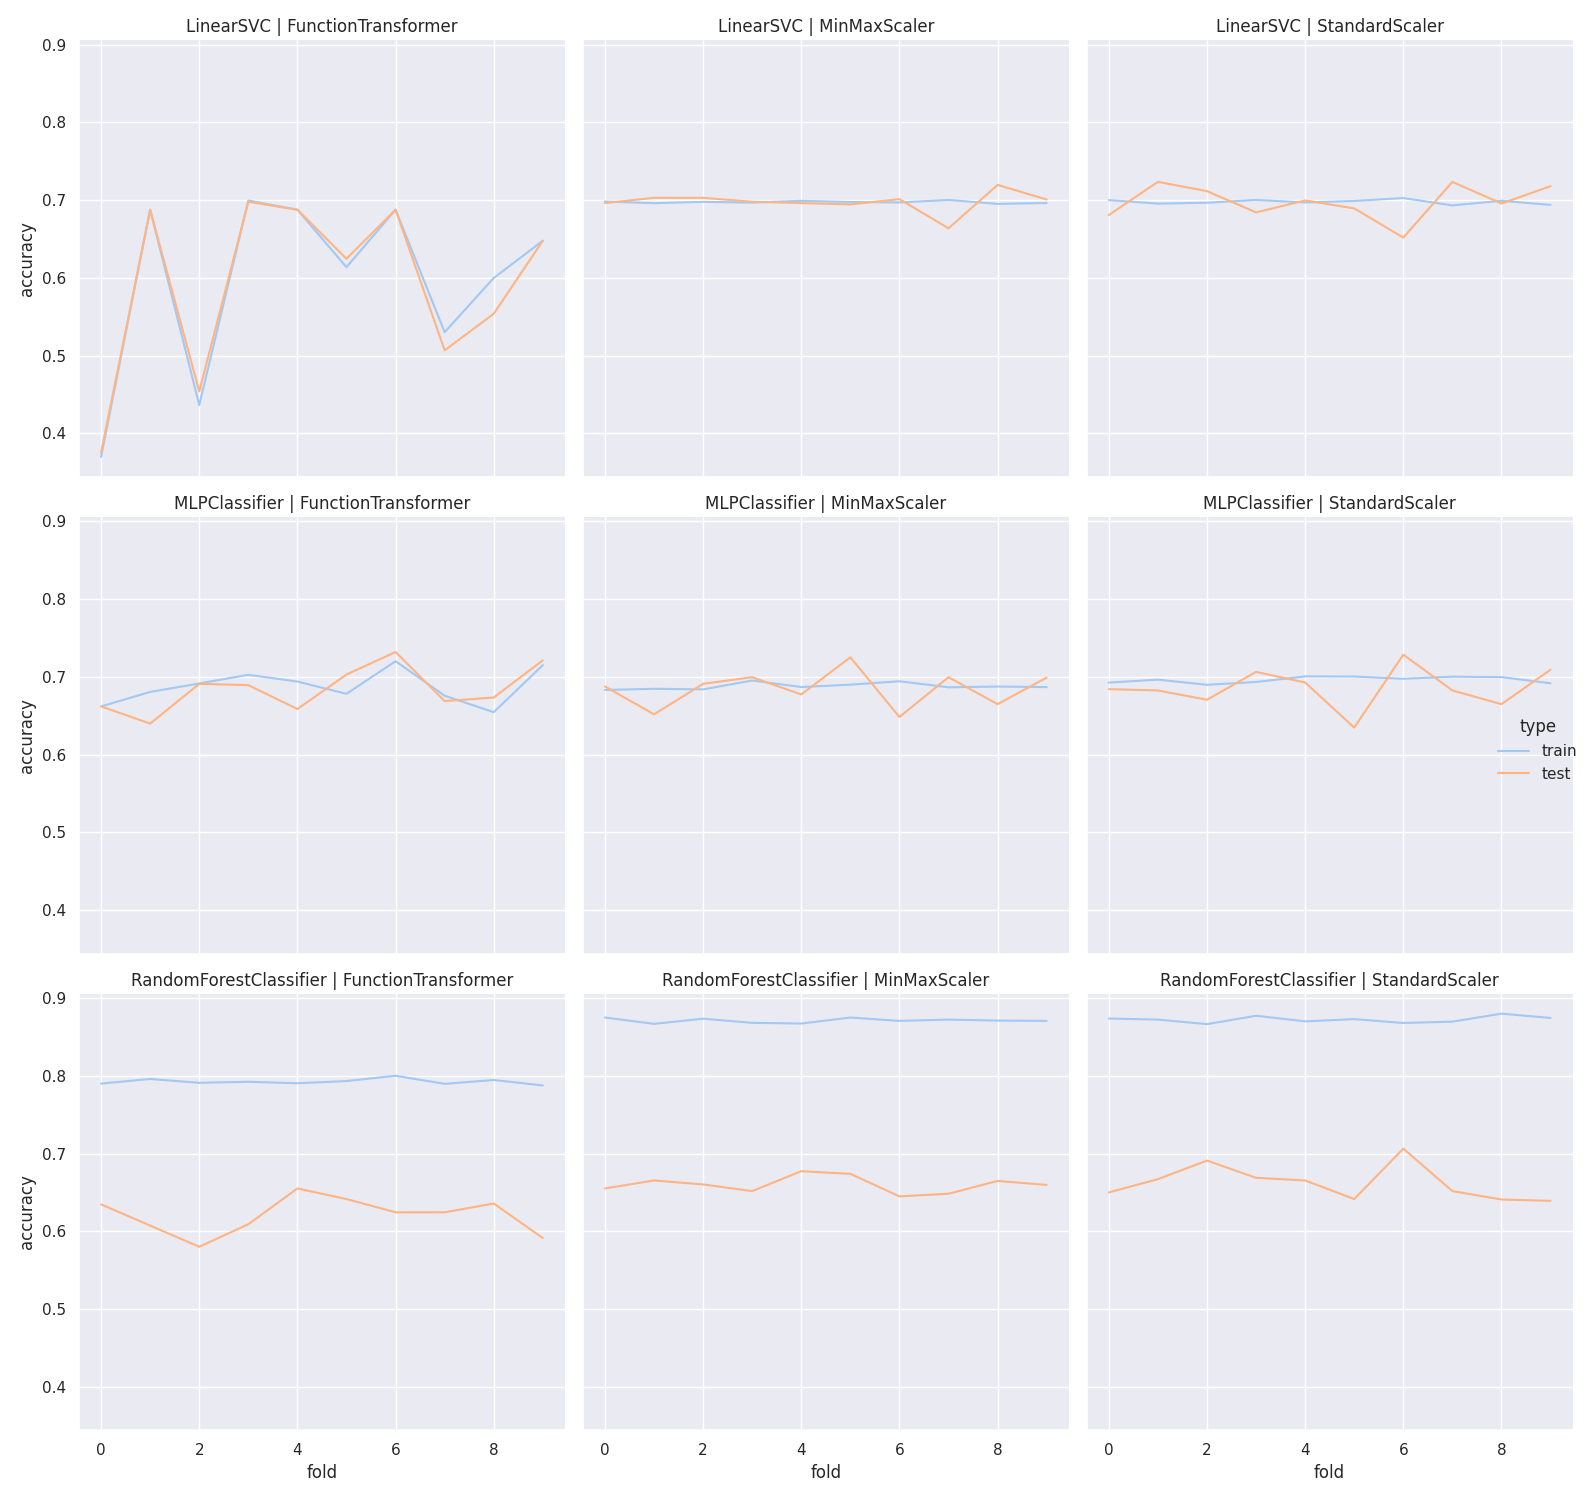 LinearSVC | FunctionTransformer
LinearSVC | MinMaxScaler
LinearSVC | StandardScaler
0.9
0.8
0.7
0.6
0.5
0.4
accuracy
MLPClassifier | FunctionTransformer
MLPClassifier | MinMaxScaler
MLPClassifier | StandardScaler
0.9
0.8
0.7
0.6
0.5
0.4
accuracy
type
train
test
RandomForestClassifier | FunctionTransformer
RandomForestClassifier | MinMaxScaler
RandomForestClassifier | StandardScaler
0.9
0.8
0.7
0.6
0.5
0.4
accuracy
0 2 4 6 8
0 2 4 6 8
0 2 4 6 8
fold
fold
fold